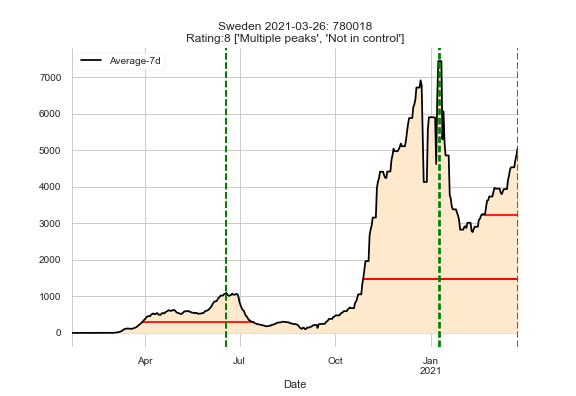 Sweden 2021-03-26: 780018
Rating:8 ['Multiple peaks', 'Not in control']
Average-7d
7000
6000
5000
4000
3000
2000
1000
0
Apr
Jul
Oct
Jan
2021
Date